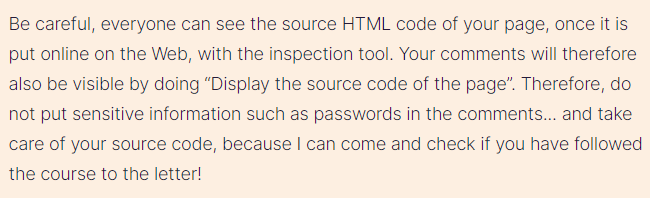 Be careful, everyone can see the source HTML code of your page, once it is
put online on the Web, with the inspection tool. Your comments will therefore
also be visible by doing “Display the source code of the page”. Therefore, do
not put sensitive information such as passwords in the comments... and take
care of your source code, because I can come and check if you have followed
the course to the letter!